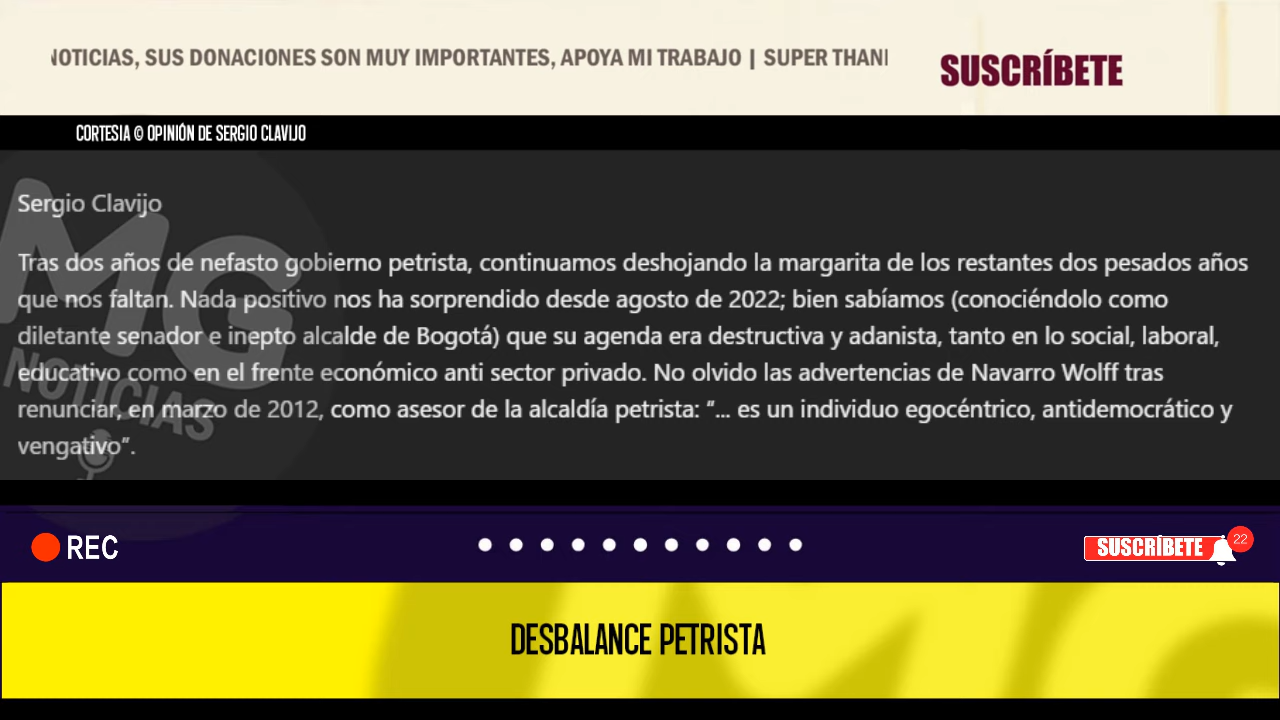 NOTICIAS, SUS DONACIONES SON MUY IMPORTANTES, APOYA MI TRABAJO | SUPER THAN
SUSCRÍBETE
CORTESIA © OPINIÓN DE SERGIO CLAVIJO
Sergio Clavijo
Tras dos años de nefasto gobierno petrista, continuamos deshojando la margarita de los restantes dos pesados años
que nos faltan. Nada positivo nos ha sorprendido desde agosto de 2022; bien sabíamos (conociéndolo como
diletante senador e inepto alcalde de Bogotá) que su agenda era destructiva y adanista, tanto en lo social, laboral,
educativo como en el frente económico anti sector privado. No olvido las advertencias de Navarro Wolff tras
renunciar, en marzo de 2012, como asesor de la alcaldía petrista: “... es un individuo egocéntrico, antidemocrático y
vengativo”.
MG
NOTICIAS
REC
SUSCRÍBETE
22
DESBALANCE PETRISTA